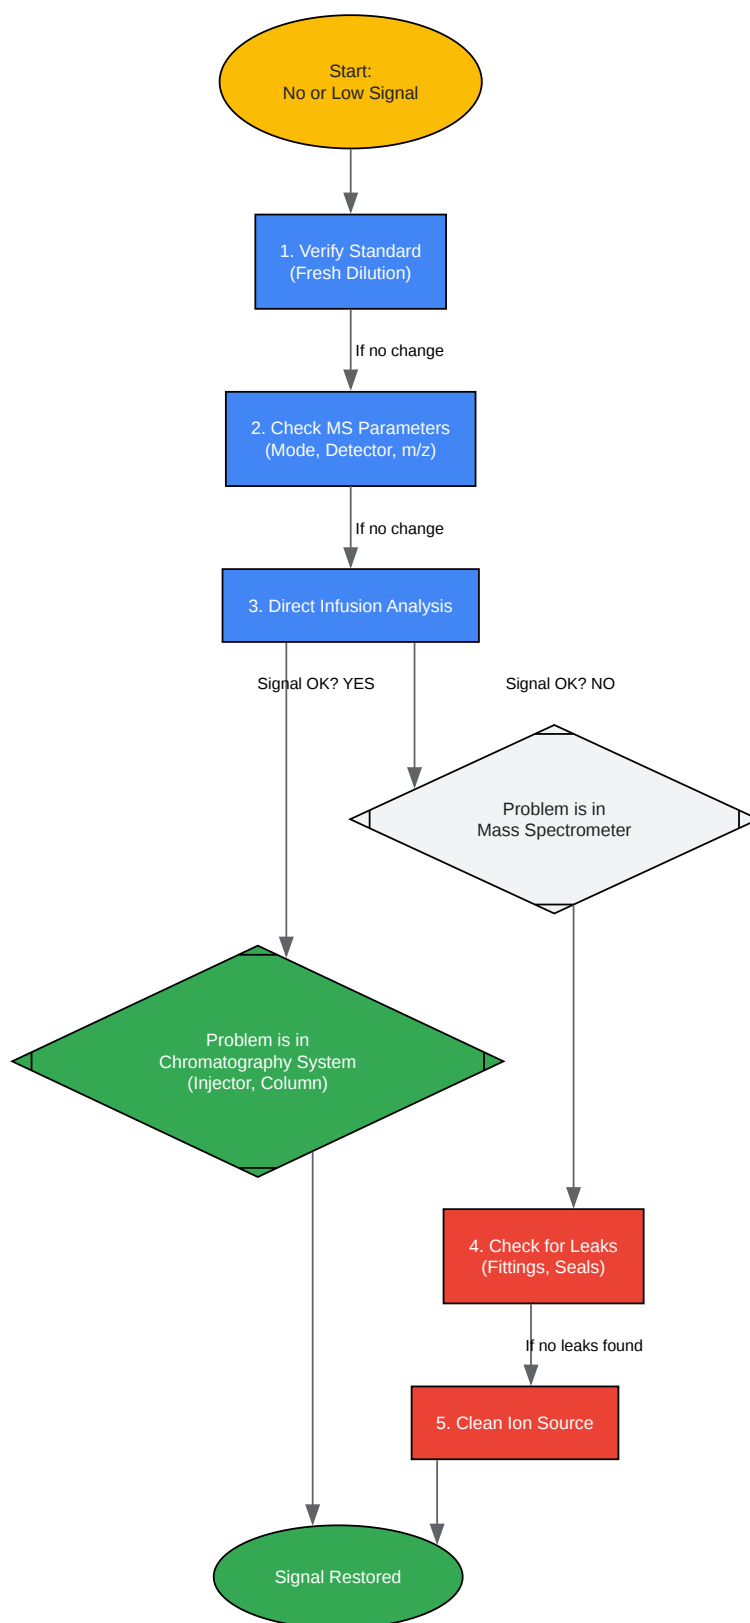 Start:
No or Low Signal
1. Verify Standard
(Fresh Dilution)
If no change
2. Check MS Parameters
(Mode, Detector, m/z)
If no change
3. Direct Infusion Analysis
Signal OK? YES
Signal OK? NO
Problem is in
Mass Spectrometer
Problem is in
Chromatography System
(Injector, Column)
4. Check for Leaks
(Fittings, Seals)
If no leaks found
5. Clean Ion Source
Signal Restored